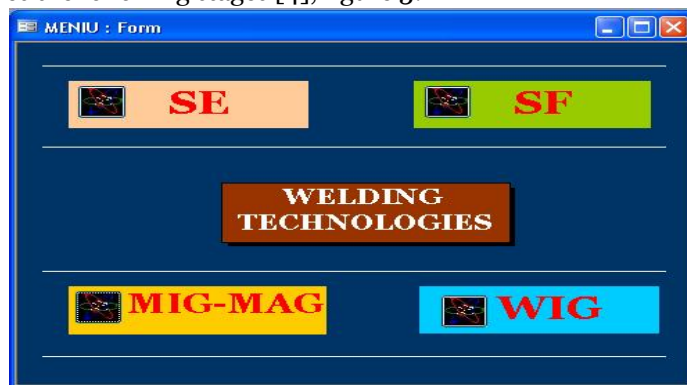 MENIU : Form
SE SF
WELDING
TECHNOLOGIES
MIG-MAG WIG